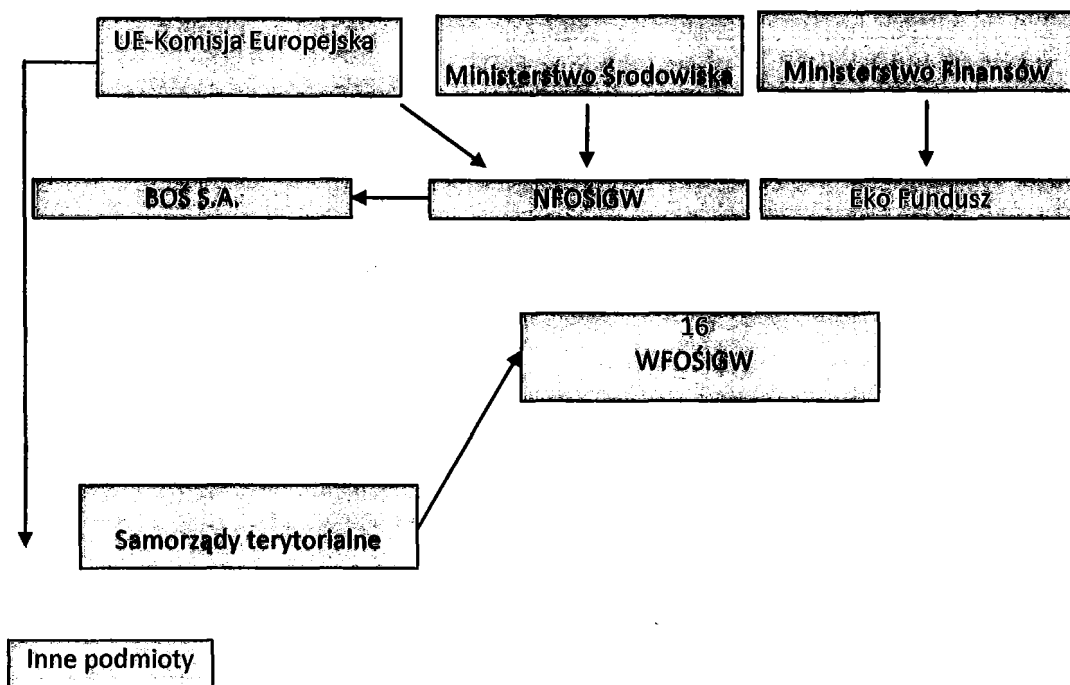 UE-Komisja Europejska
Ministerstwo Środowiska
Ministerstwo Finansów
BOŚ S.A.
NFOŚIGW
Eko Fundusz
16
WFOŚIGW
Samorządy terytorialne
Inne podmioty